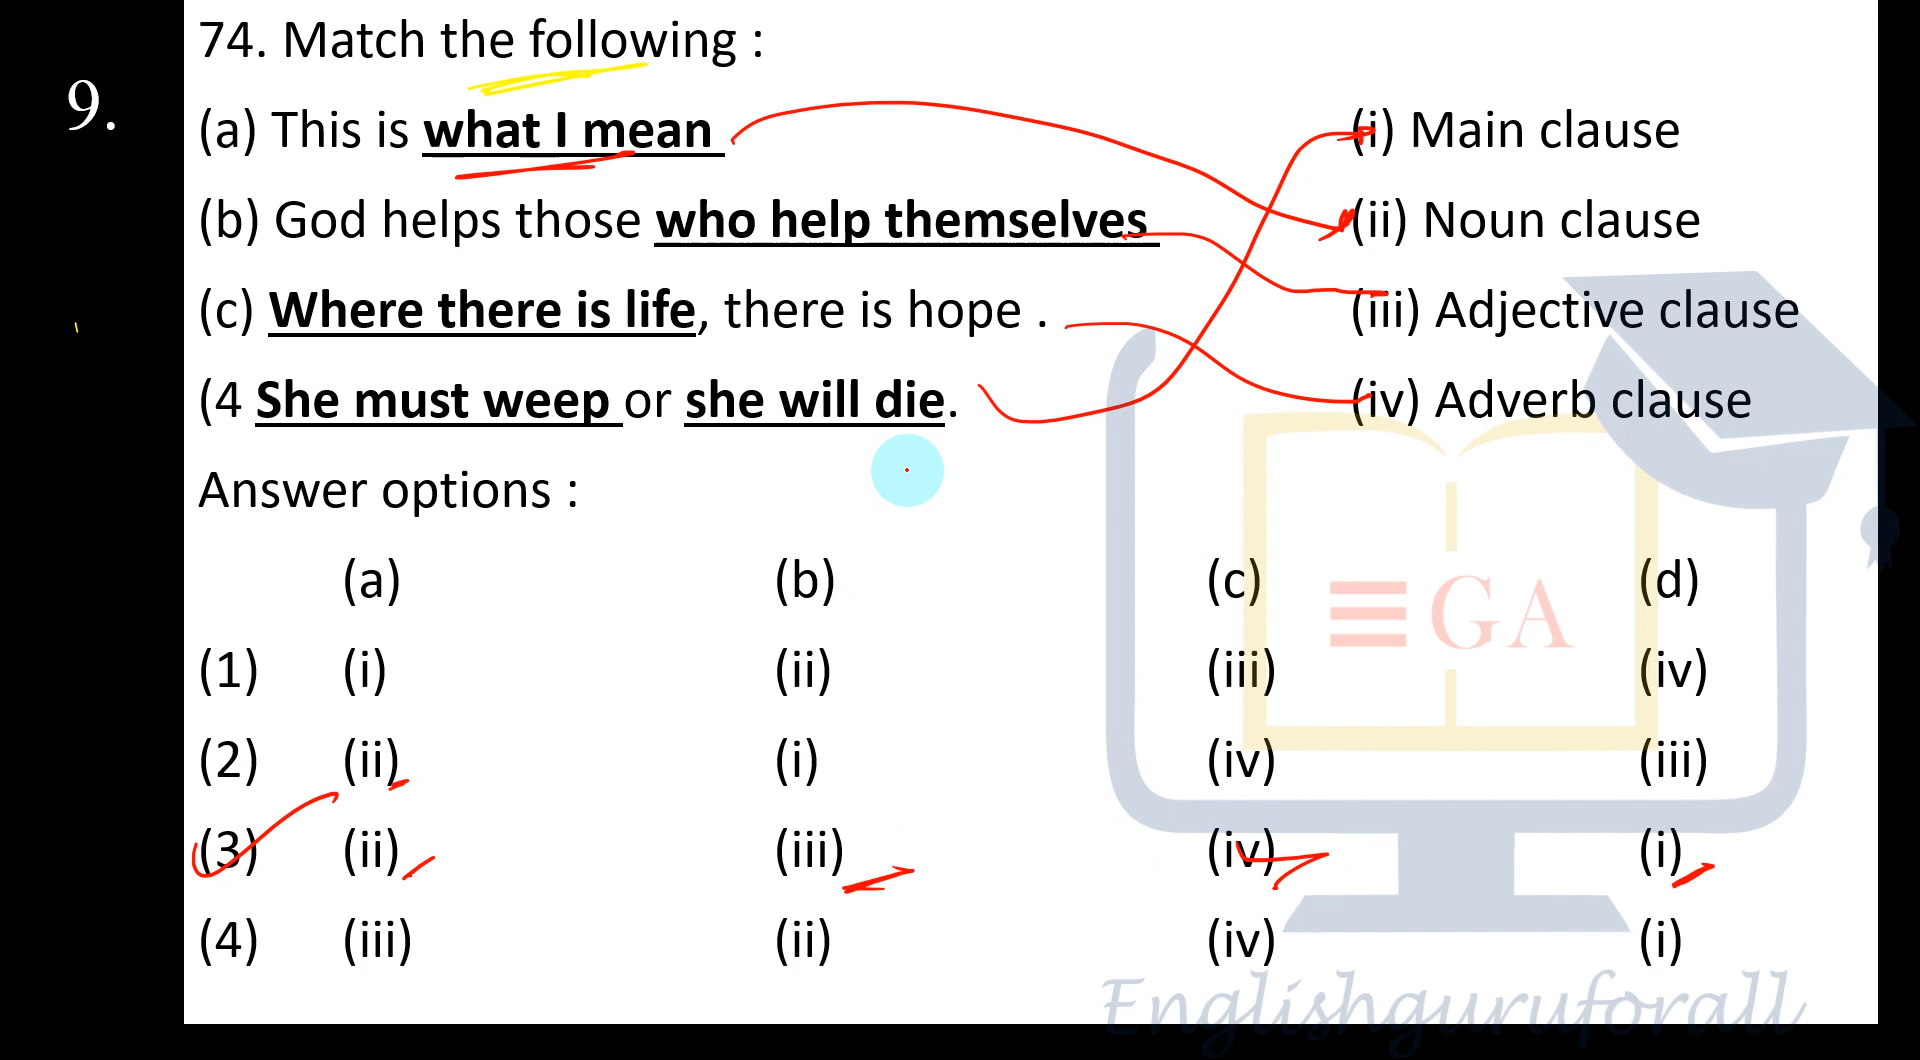 74. Match the following :
9.
(a) This is what I mean (i) Main clause
(b) God helps those who help themselves (ii) Noun clause
(c) Where there is life, there is hope . (iii) Adjective clause
(4 She must weep or she will die. (iv) Adverb clause
Answer options :
(a) (b) (c) (d)
(1) (i) (ii) (iii) (iv)
(2) (ii) (i) (iv) (iii)
(3) (ii) (iii) (iv) (i)
(4) (iii) (ii) (iv) (i)
GA
Englishguruforall